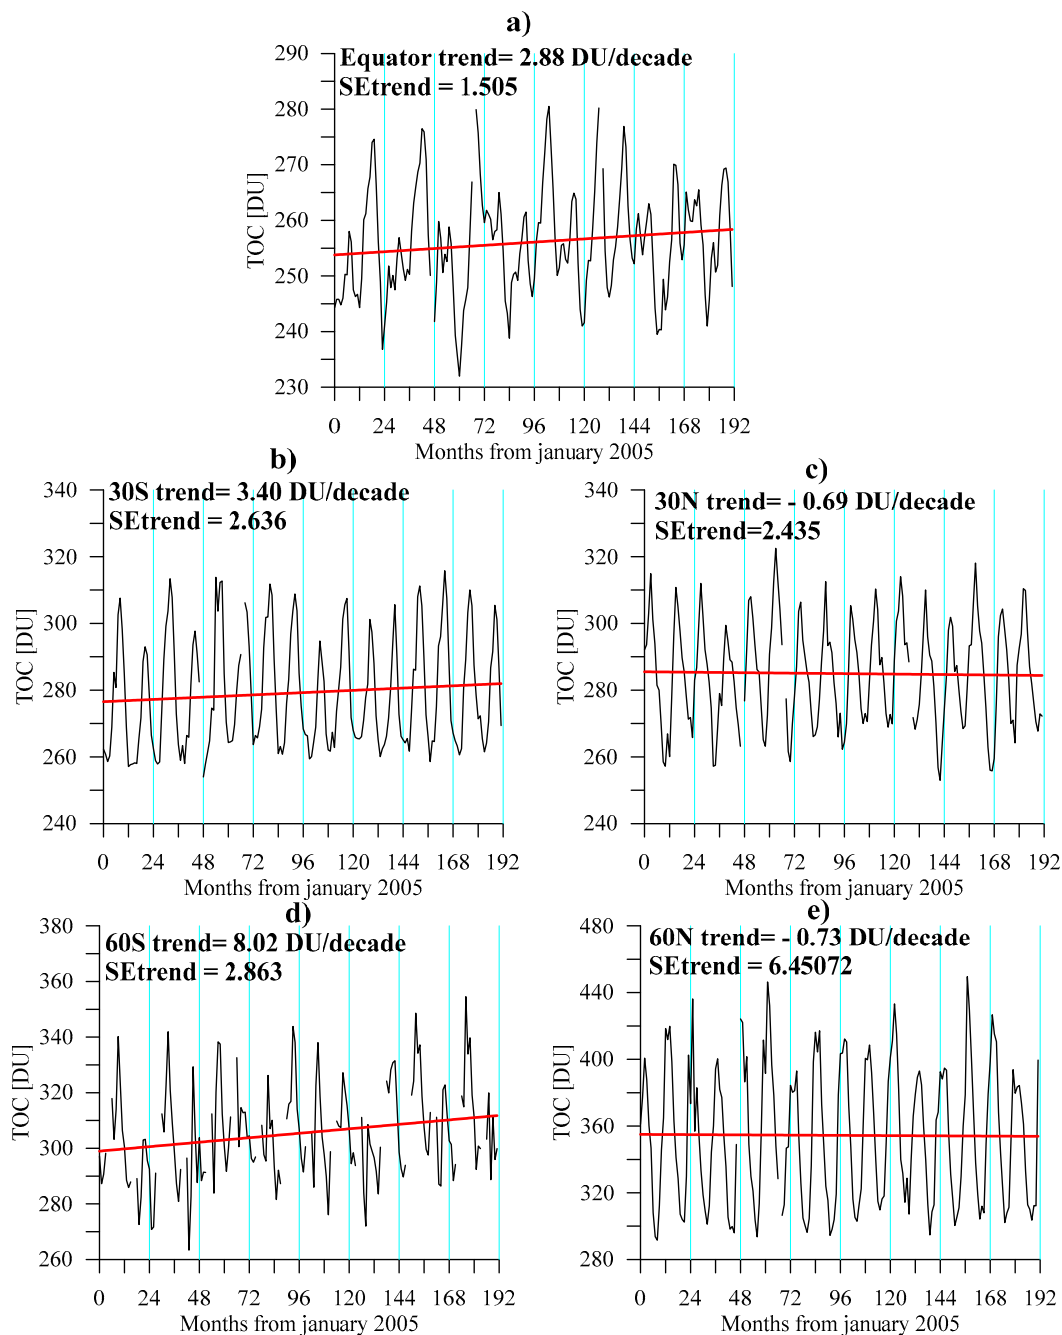 a)
Equator trend= 2.88 DU/decade
SEtrend = 1.505
290
280
270
260
250
240
230
TOC [DU]
0 24 48 72 96 120 144 168 192
Months from january 2005
b)
30S trend= 3.40 DU/decade
SEtrend = 2.636
340
320
300
280
260
240
TOC [DU]
0 24 48 72 96 120 144 168 192
Months from january 2005
c)
30N trend= - 0.69 DU/decade
SEtrend=2.435
340
320
300
280
260
240
TOC [DU]
0 24 48 72 96 120 144 168 192
Months from january 2005
d)
60S trend= 8.02 DU/decade
SEtrend = 2.863
380
360
340
320
300
280
260
TOC [DU]
0 24 48 72 96 120 144 168 192
Months from january 2005
e)
60N trend= - 0.73 DU/decade
SEtrend = 6.45072
480
440
400
360
320
280
TOC [DU]
0 24 48 72 96 120 144 168 192
Months from january 2005